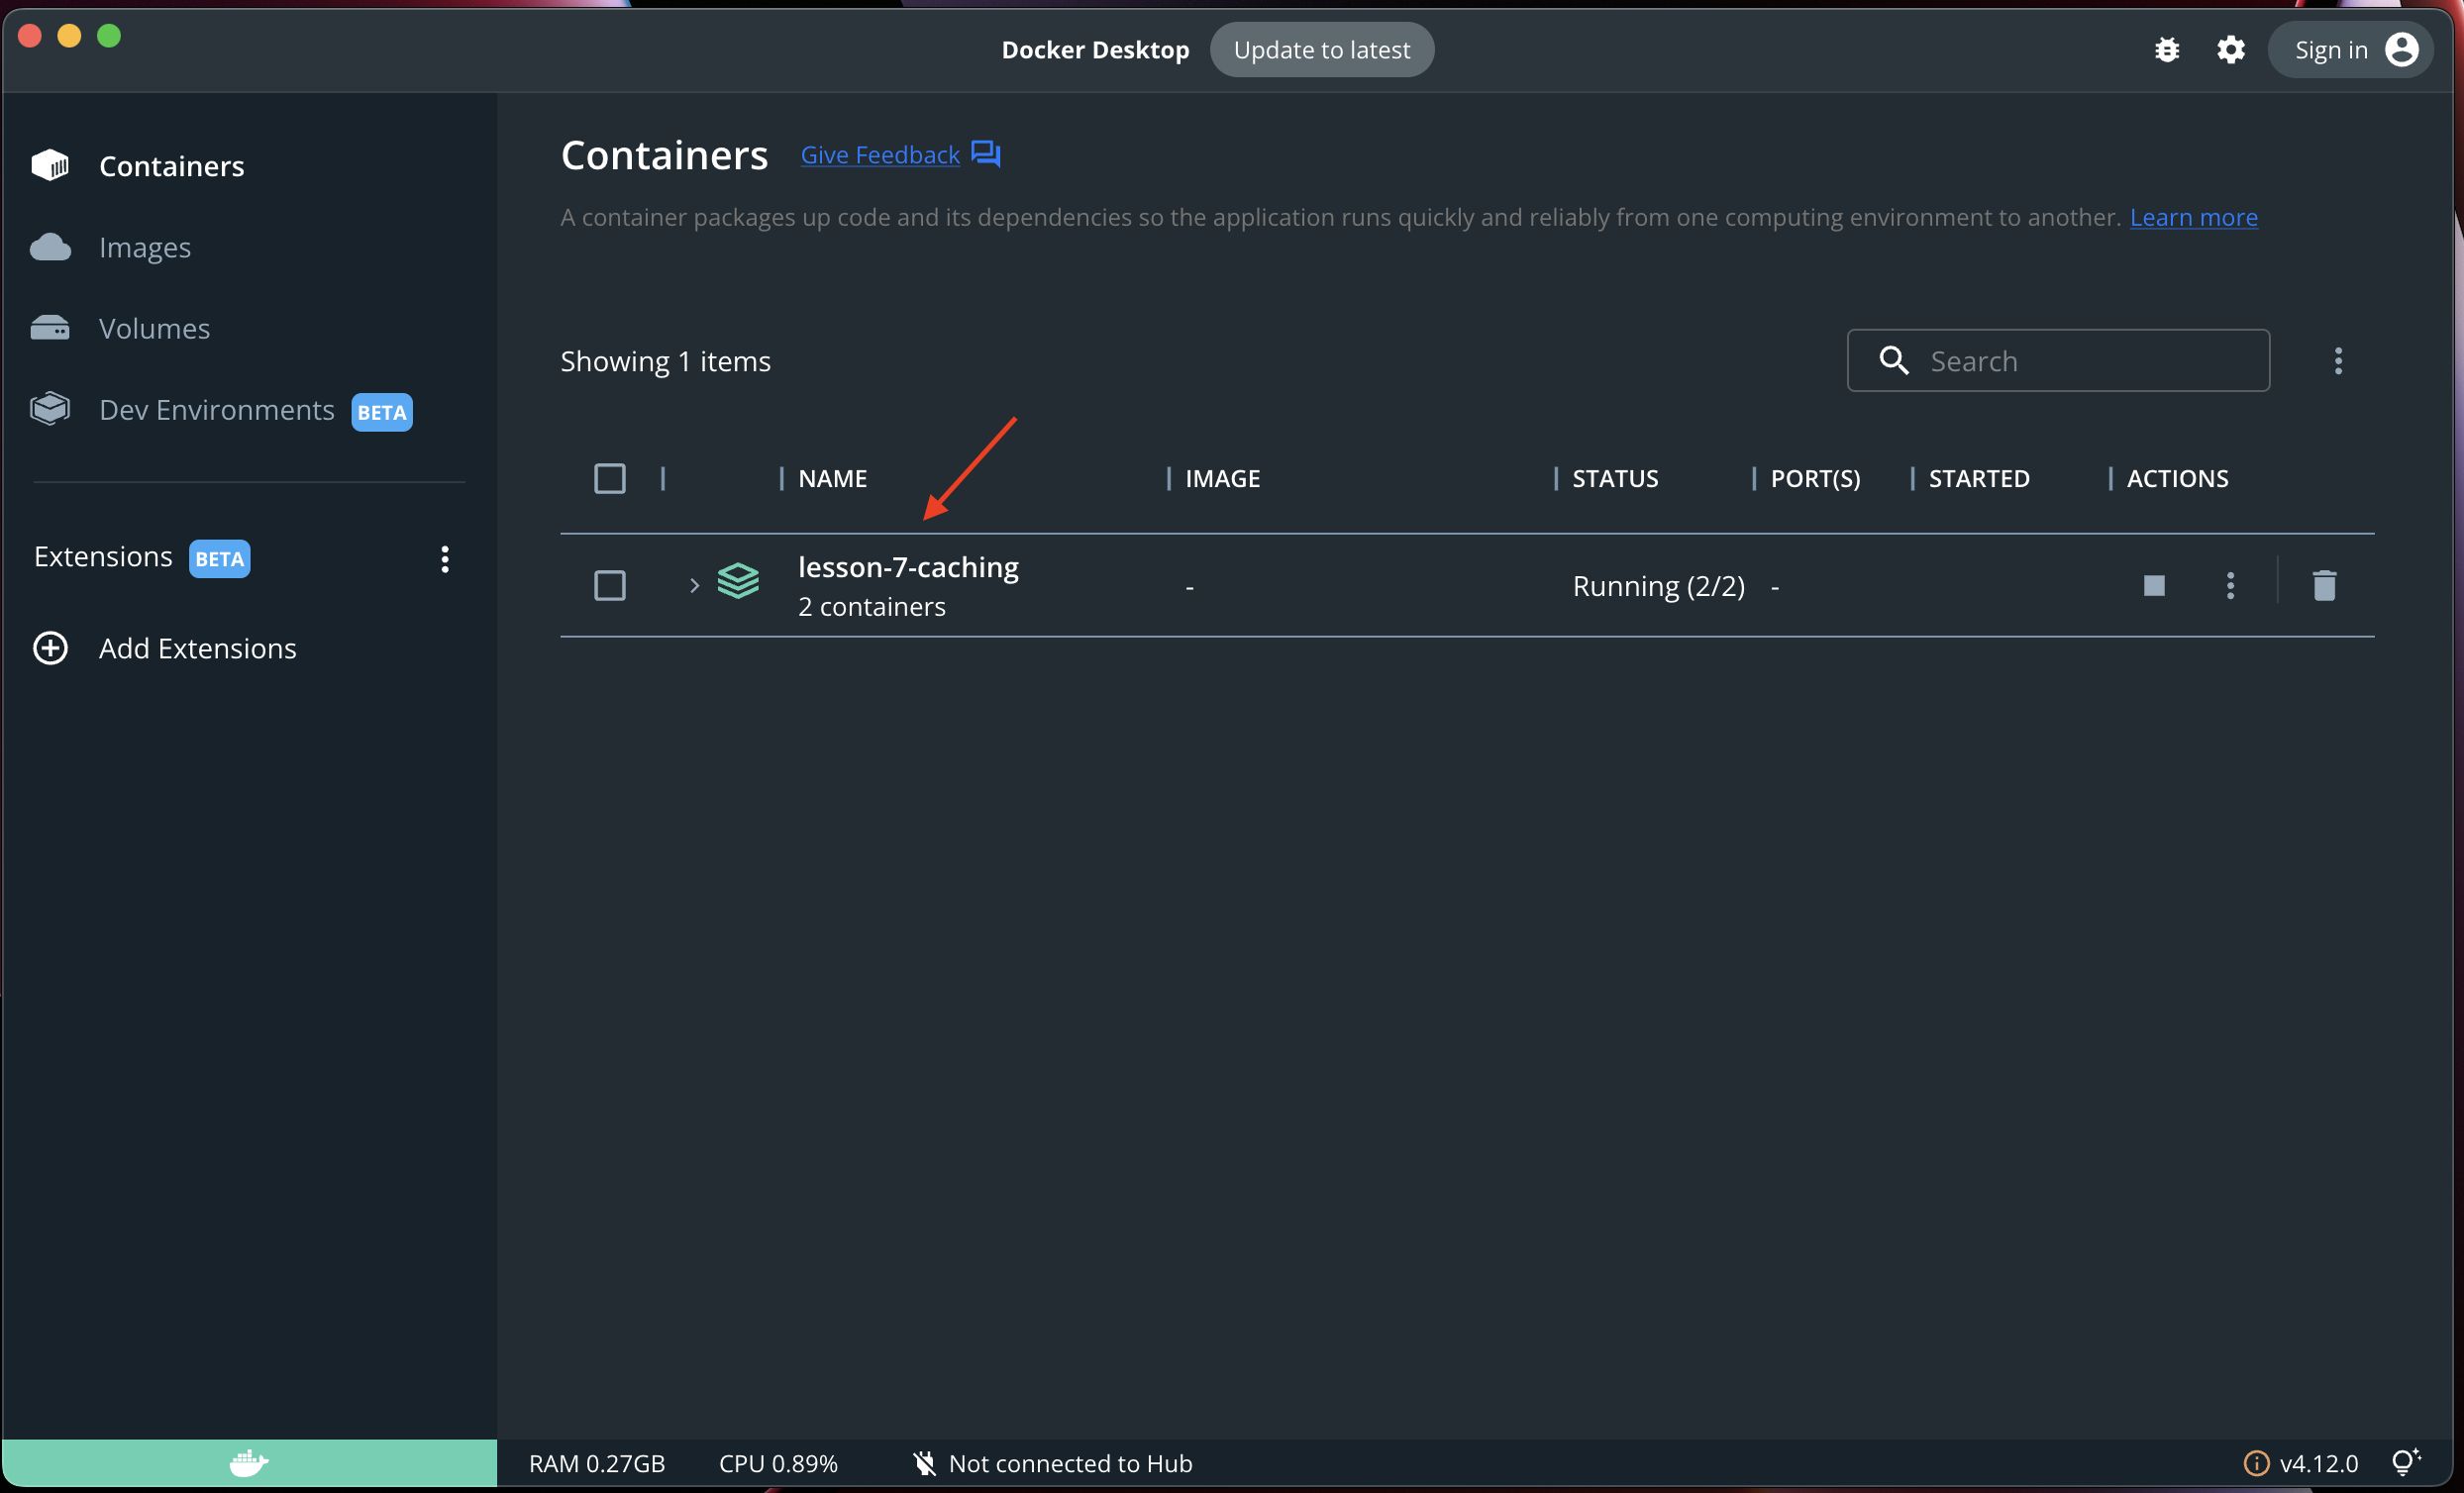 Docker Desktop Update to latest Sign in
Containers
Images
Volumes
Dev Environments BETA
Extensions BETA
Add Extensions
Containers Give Feedback
A container packages up code and its dependencies so the application runs quickly and reliably from one computing environment to another. Learn more
Showing 1 items Search
NAME IMAGE STATUS PORT(S) STARTED ACTIONS
lesson-7-caching - Running (2/2) -
2 containers
RAM 0.27GB CPU 0.89% Not connected to Hub v4.12.0